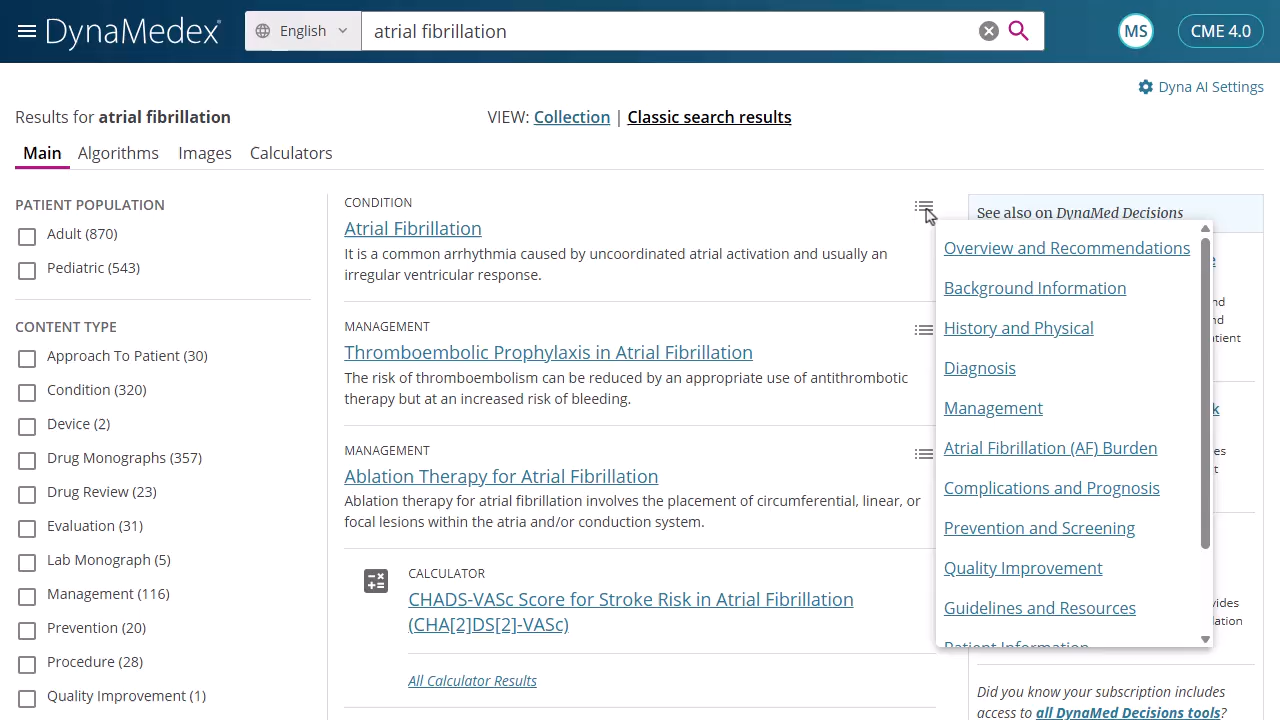 DynaMedex
English
atrial fibrillation
MS
CME 4.0
Dyna AI Settings
Results for atrial fibrillation
VIEW: Collection | Classic search results
Main
Algorithms
Images
Calculators
PATIENT POPULATION
Adult (870)
Pediatric (543)
CONTENT TYPE
Approach To Patient (30)
Condition (320)
Device (2)
Drug Monographs (357)
Drug Review (23)
Evaluation (31)
Lab Monograph (5)
Management (116)
Prevention (20)
Procedure (28)
Quality Improvement (1)
CONDITION
Atrial Fibrillation
It is a common arrhythmia caused by uncoordinated atrial activation and usually an
irregular ventricular response.
MANAGEMENT
Thromboembolic Prophylaxis in Atrial Fibrillation
The risk of thromboembolism can be reduced by an appropriate use of antithrombotic
therapy but at an increased risk of bleeding.
MANAGEMENT
Ablation Therapy for Atrial Fibrillation
Ablation therapy for atrial fibrillation involves the placement of circumferential, linear, or
focal lesions within the atria and/or conduction system.
CALCULATOR
CHADS-VASc Score for Stroke Risk in Atrial Fibrillation
(CHA[2]DS[2]-VASc)
All Calculator Results
See also on DynaMed Decisions
Overview and Recommendations
Background Information
History and Physical
Diagnosis
Management
Atrial Fibrillation (AF) Burden
Complications and Prognosis
Prevention and Screening
Quality Improvement
Guidelines and Resources
Patient Information
Did you know your subscription includes
access to all DynaMed Decisions tools?